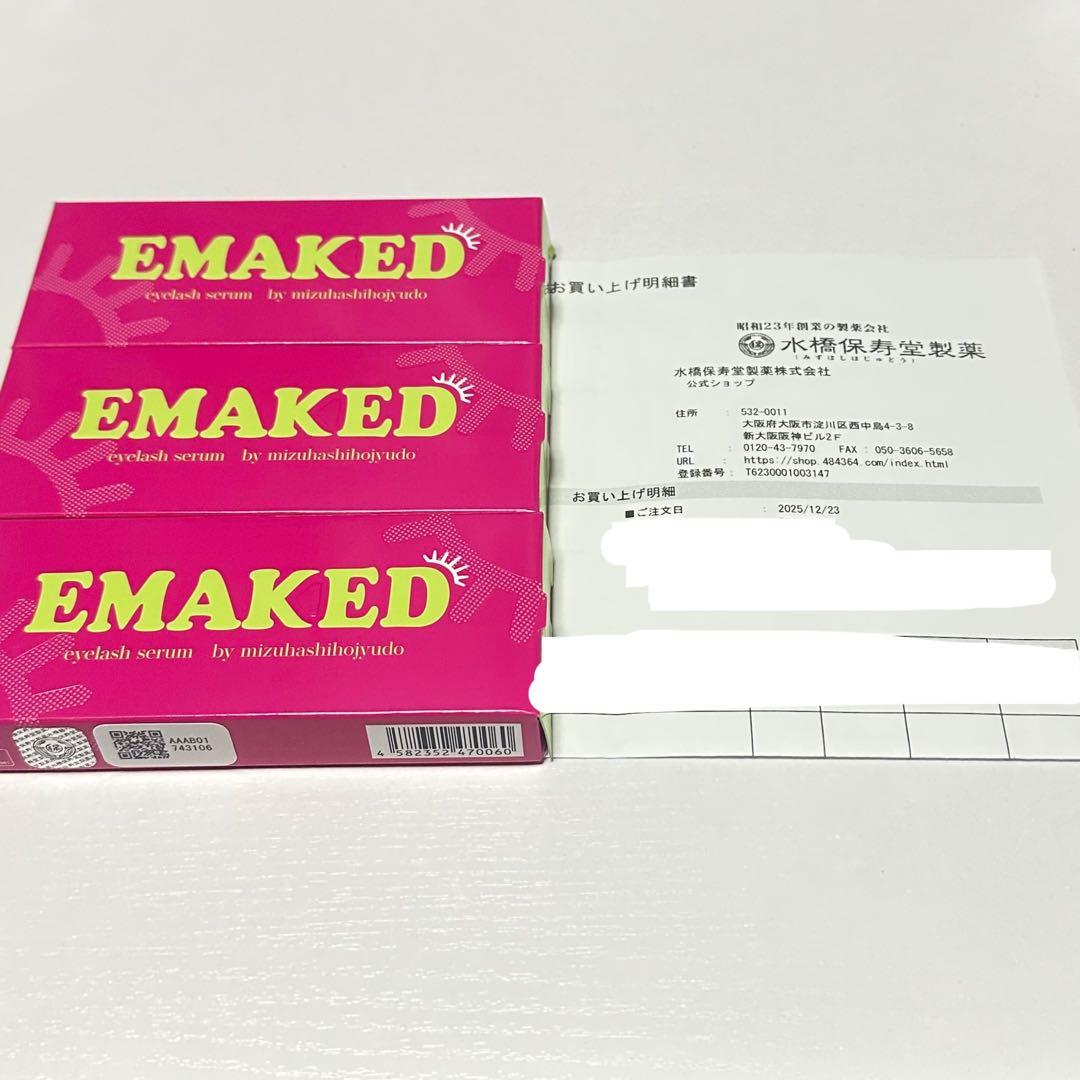 EMAKED
eyelash serum by mizuhashihojyudo
EMAKED
eyelash serum by mizuhashihojyudo
EMAKED
eyelash serum by mizuhashihojyudo
AAAB01
743106
4 582352 470060
お買い上げ明細書
昭和23年創業の製薬会社
水橋保寿堂製薬
(みずはしほじゅどう)
水橋保寿堂製薬株式会社
公式ショップ
住所 : 532-0011
大阪府大阪市淀川区西中島4-3-8
新大阪阪神ビル2F
TEL : 0120-43-7970 FAX : 050-3606-5658
URL : https://shop.484364.com/index.html
登録番号 : T6230001003147
お買い上げ明細
■ご注文日 : 2025/12/23